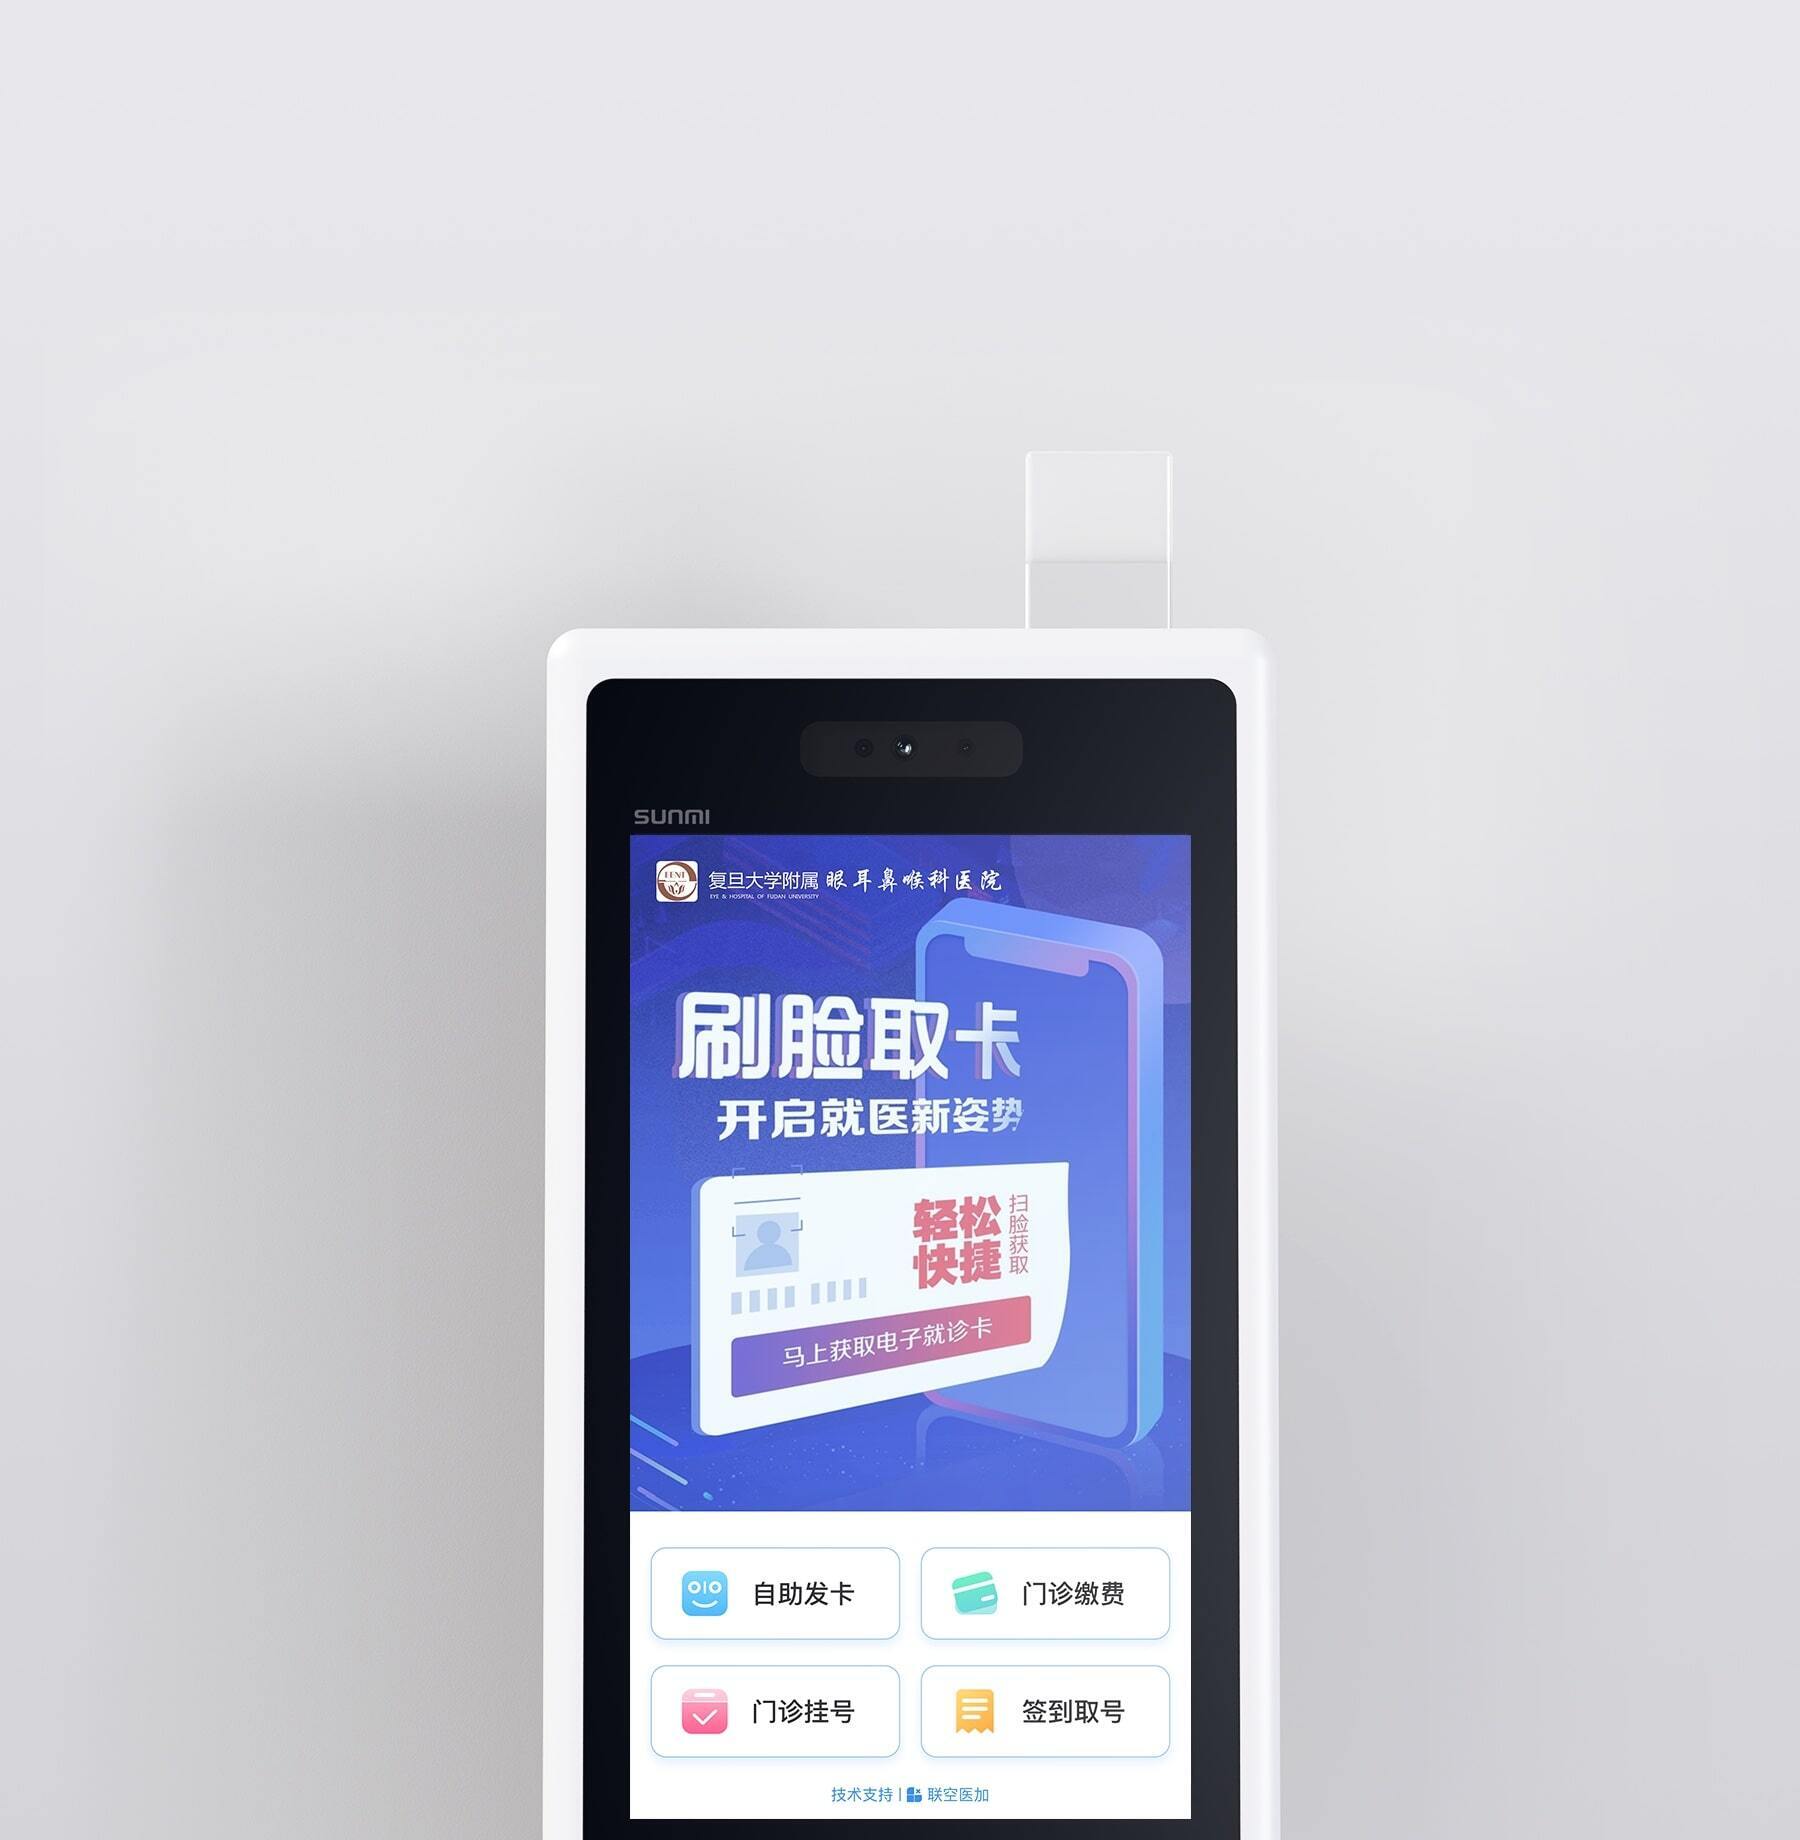 SUNMI
EENT
复旦大学附属 眼耳鼻喉科医院
EYE & HOSPITAL OF FUDAN UNIVERSITY
刷脸取卡
开启就医新姿势
轻松
快捷
扫脸获取
马上获取电子就诊卡
自助发卡
门诊缴费
门诊挂号
签到取号
技术支持 | 联空医加